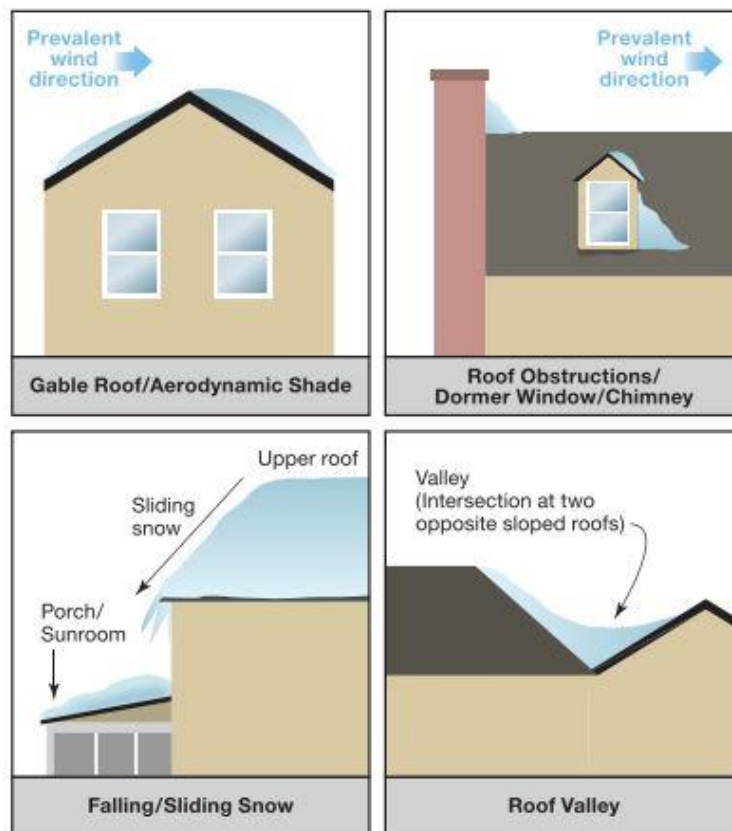 Prevalent
wind
direction
Gable Roof/Aerodynamic Shade
Prevalent
wind
direction
Roof Obstructions/
Dormer Window/Chimney
Upper roof
Sliding
snow
Porch/
Sunroom
Falling/Sliding Snow
Valley
(Intersection at two
opposite sloped roofs)
Roof Valley